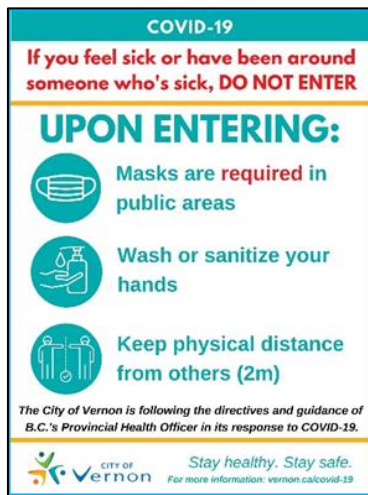 COVID-19
If you feel sick or have been around
someone who's sick, DO NOT ENTER
UPON ENTERING:
Masks are required in
public areas
Wash or sanitize your
hands
Keep physical distance
from others (2m)
The City of Vernon is following the directives and guidance of
B.C.'s Provincial Health Officer in its response to COVID-19.
CITY OF
Vernon
Stay healthy. Stay safe.
For more information: vernon.ca/covid-19